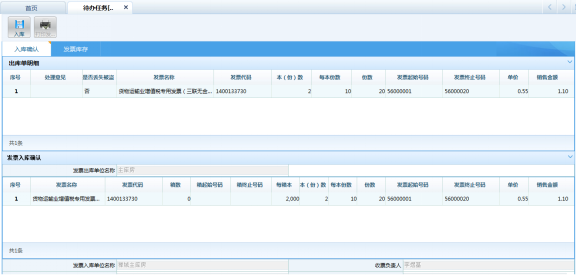 首页 待办任务[.. ×
入库
入库确认 发票库存
出库单明细
序号 处理意见 是否丢失被盗 发票名称 发票代码 本（份）数 每本份数 份数 发票起始号码 发票终止号码 单价 销售金额
1 否 货物运输业增值税专用发票（三联无金... 1400133730 2 10 20 56000001 56000020 0.55 1.10
共1条
发票入库确认
发票出库单位名称 主库房
序号 发票名称 发票代码 箱数 箱起始号码 箱终止号码 每箱本 本（份）数 每本份数 份数 发票起始号码 发票终止号码 单价 销售金额
1 货物运输业增值税专用发票... 1400133730 0 2,000 2 10 20 56000001 56000020 0.55 1.10
共1条
发票入库单位名称 收票负责人